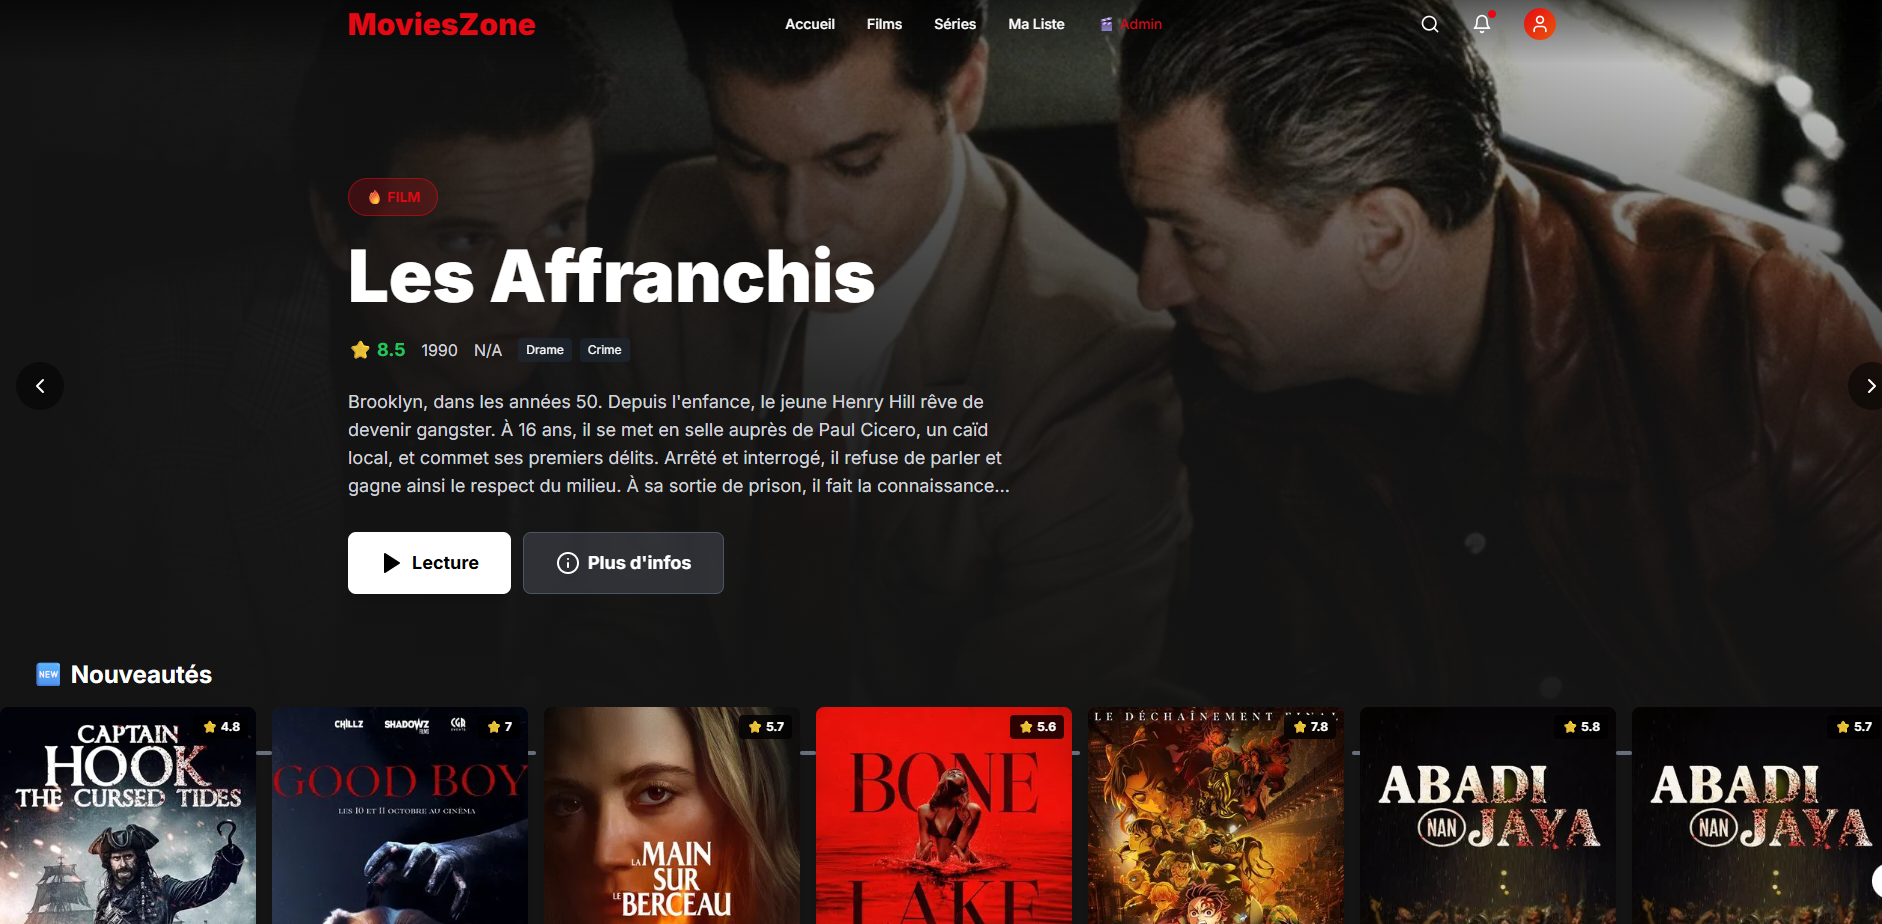 MoviesZone
Accueil
Films
Séries
Ma Liste
Admin
FILM
Les Affranchis
8.5
1990
N/A
Drame
Crime
Brooklyn, dans les années 50. Depuis l'enfance, le jeune Henry Hill rêve de
devenir gangster. À 16 ans, il se met en selle auprès de Paul Cicero, un caïd
local, et commet ses premiers délits. Arrêté et interrogé, il refuse de parler et
gagne ainsi le respect du milieu. À sa sortie de prison, il fait la connaissance...
Lecture
Plus d'infos
NEW
Nouveautés
4.8
CAPTAIN
HOOK
THE CURSED TIDES
CHILLZ
SHADOWZ
FILMS
CGR
EVENTS
7
GOOD BOY
LES 10 ET 11 OCTOBRE AU CINÉMA
5.7
LA MAIN
SUR
LE BERCEAU
5.6
BONE
LAKE
LE DÉCHAÎNEMENT FINAL
7.8
5.8
ABADI
NAN JAYA
5.7
ABADI
NAN JAYA